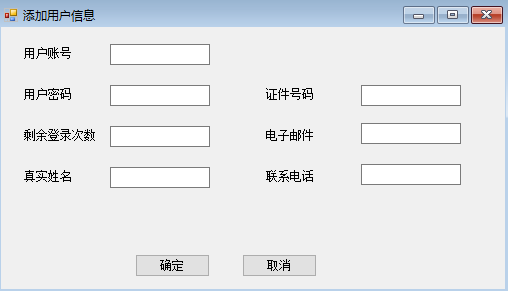 添加用户信息
用户账号
用户密码 证件号码
剩余登录次数 电子邮件
真实姓名 联系电话
确定 取消